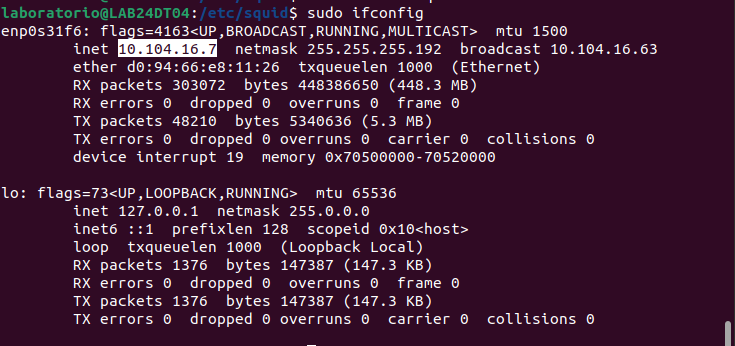 laboratorio@LAB24DT04:/etc/squid$ sudo ifconfig
enp0s31f6: flags=4163<UP,BROADCAST,RUNNING,MULTICAST>  mtu 1500
        inet 10.104.16.7  netmask 255.255.255.192  broadcast 10.104.16.63
        ether d0:94:66:e8:11:26  txqueuelen 1000  (Ethernet)
        RX packets 303072  bytes 448386650 (448.3 MB)
        RX errors 0  dropped 0  overruns 0  frame 0
        TX packets 48210  bytes 5340636 (5.3 MB)
        TX errors 0  dropped 0 overruns 0  carrier 0  collisions 0
        device interrupt 19  memory 0x70500000-70520000

lo: flags=73<UP,LOOPBACK,RUNNING>  mtu 65536
        inet 127.0.0.1  netmask 255.0.0.0
        inet6 ::1  prefixlen 128  scopeid 0x10<host>
        loop  txqueuelen 1000  (Loopback Local)
        RX packets 1376  bytes 147387 (147.3 KB)
        RX errors 0  dropped 0  overruns 0  frame 0
        TX packets 1376  bytes 147387 (147.3 KB)
        TX errors 0  dropped 0 overruns 0  carrier 0  collisions 0